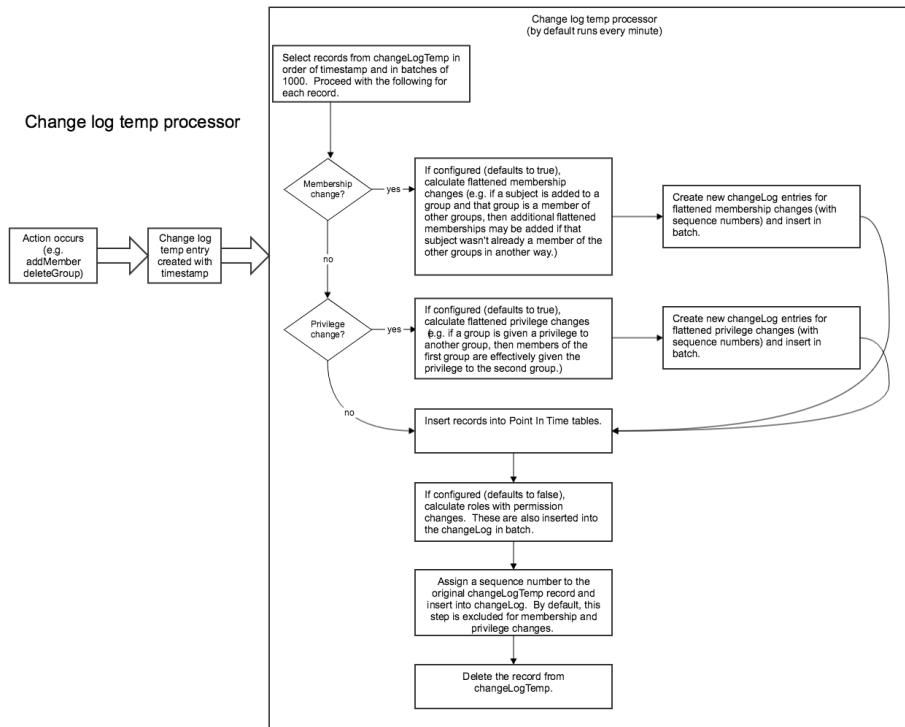 Change log temp processor
(by default runs every minute)
Select records from changeLogTemp in
order of timestamp and in batches of
1000. Proceed with the following for
each record.
Change log temp processor
Action occurs
(e.g.
addMember
deleteGroup)
Change log
temp entry
created with
timestamp
Membership
change?
yes
If configured (defaults to true),
calculate flattened membership
changes (e.g. if a subject is added to a
group and that group is a member of
other groups, then additional flattened
memberships may be added if that
subject wasn't already a member of the
other groups in another way.)
Create new changeLog entries for
flattened membership changes (with
sequence numbers) and insert in
batch.
no
Privilege
change?
yes
If configured (defaults to true),
calculate flattened privilege changes
(e.g. if a group is given a privilege to
another group, then members of the
first group are effectively given the
privilege to the second group.)
Create new changeLog entries for
flattened privilege changes (with
sequence numbers) and insert in
batch.
no
Insert records into Point In Time tables.
If configured (defaults to false),
calculate roles with permission
changes. These are also inserted into
the changeLog in batch.
Assign a sequence number to the
original changeLogTemp record and
insert into changeLog. By default, this
step is excluded for membership and
privilege changes.
Delete the record from
changeLogTemp.